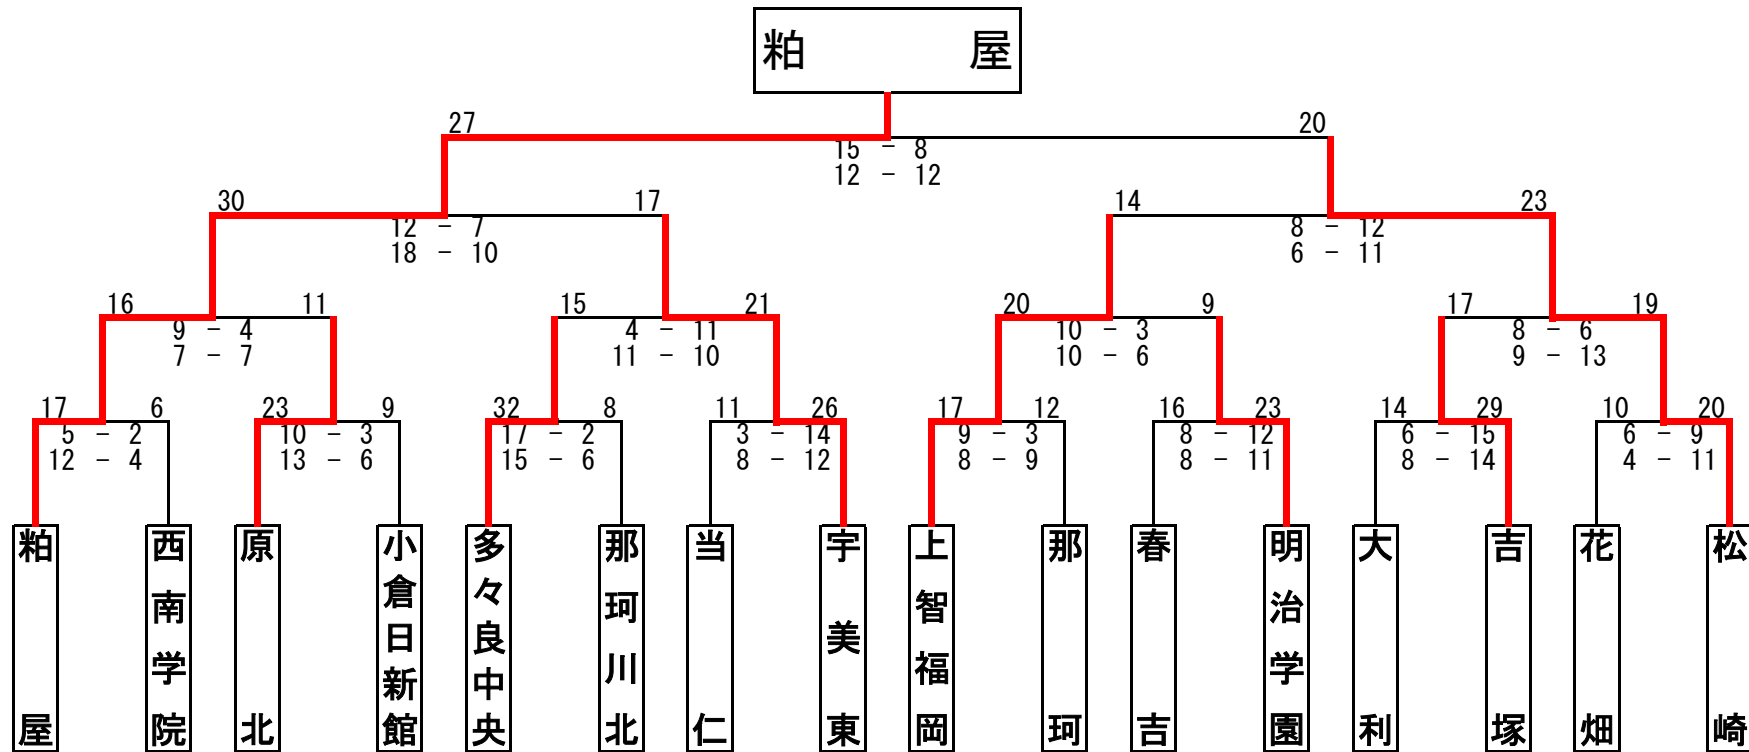 粕屋
27 20
15 - 8
12 - 12
30 17 14 23
12 - 7 8 - 12
18 - 10 6 - 11
16 11 15 21 20 9 17 19
9 - 4 4 - 11 10 - 3 8 - 6
7 - 7 11 - 10 10 - 6 9 - 13
17 6 23 9 32 8 11 26 17 12 16 23 14 29 10 20
5 - 2 10 - 3 17 - 2 3 - 14 9 - 3 8 - 12 6 - 15 6 - 9
12 - 4 13 - 6 15 - 6 8 - 12 8 - 9 8 - 11 8 - 14 4 - 11
粕屋
西南学院
原北
小倉日新館
多々良中央
那珂川北
当仁
宇美東
上智福岡
那珂
春吉
明治学園
大利
吉塚
花畑
松崎